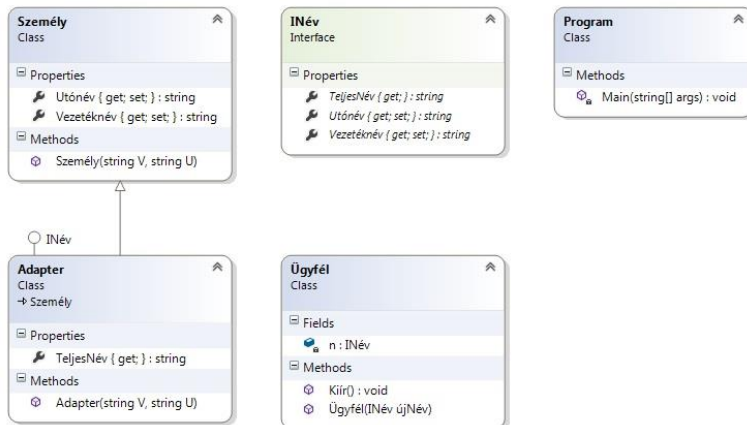 Személy
Class
Properties
Utónév { get; set; } : string
Vezetéknév { get; set; } : string
Methods
Személy(string V, string U)
INév
Interface
Properties
TeljesNév { get; } : string
Utónév { get; set; } : string
Vezetéknév { get; set; } : string
Program
Class
Methods
Main(string[] args) : void
INév
Adapter
Class
Személy
Properties
TeljesNév { get; } : string
Methods
Adapter(string V, string U)
Ügyfél
Class
Fields
n : INév
Methods
Kiír() : void
Ügyfél(INév újNév)